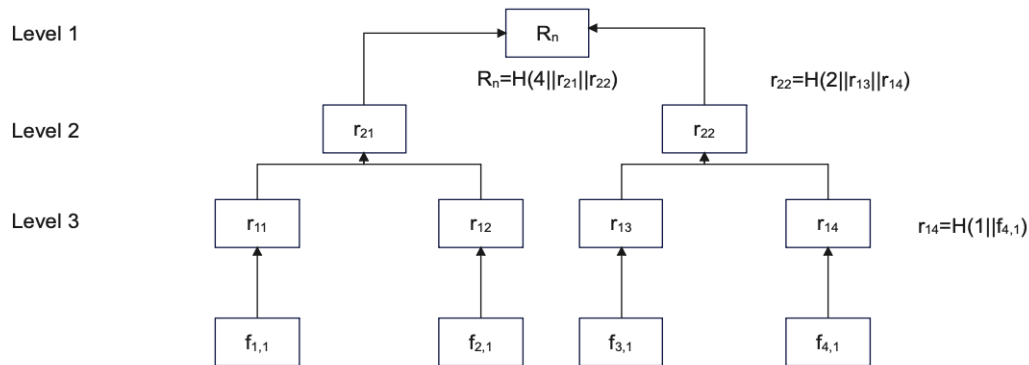 Level 1
Rₙ
Rₙ=H(4||r₂₁||r₂₂)
r₂₂=H(2||r₁₃||r₁₄)
Level 2
r₂₁
r₂₂
Level 3
r₁₁
r₁₂
r₁₃
r₁₄
r₁₄=H(1||f₄,₁)
f₁,₁
f₂,₁
f₃,₁
f₄,₁